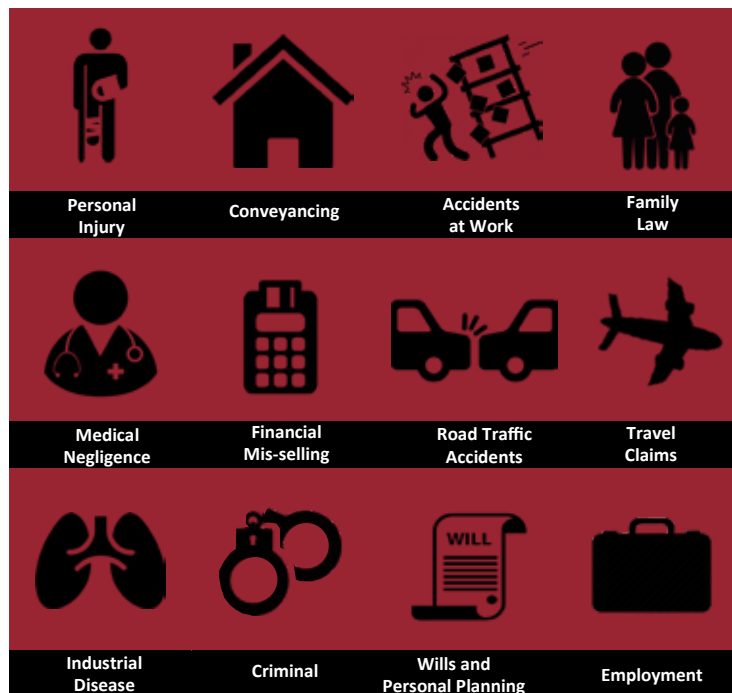 Personal
Injury
Conveyancing
Accidents
at Work
Family
Law
Medical
Negligence
Financial
Mis-selling
Road Traffic
Accidents
Travel
Claims
WILL
Industrial
Disease
Criminal
Wills and
Personal Planning
Employment